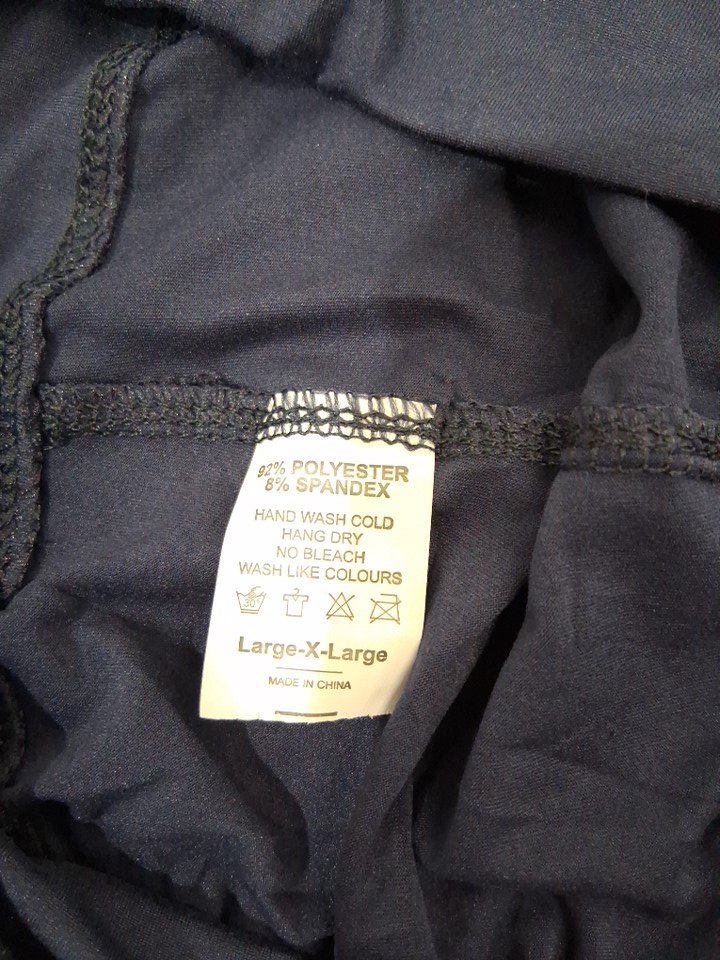 92% POLYESTER
8% SPANDEX
HAND WASH COLD
HANG DRY
NO BLEACH
WASH LIKE COLOURS
30°
Large-X-Large
MADE IN CHINA